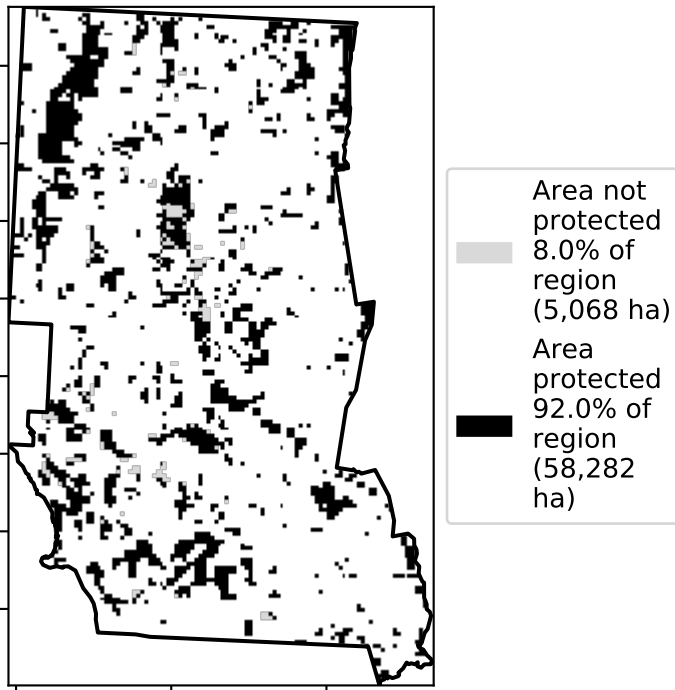 Area not
protected
8.0% of
region
(5,068 ha)
Area
protected
92.0% of
region
(58,282
ha)